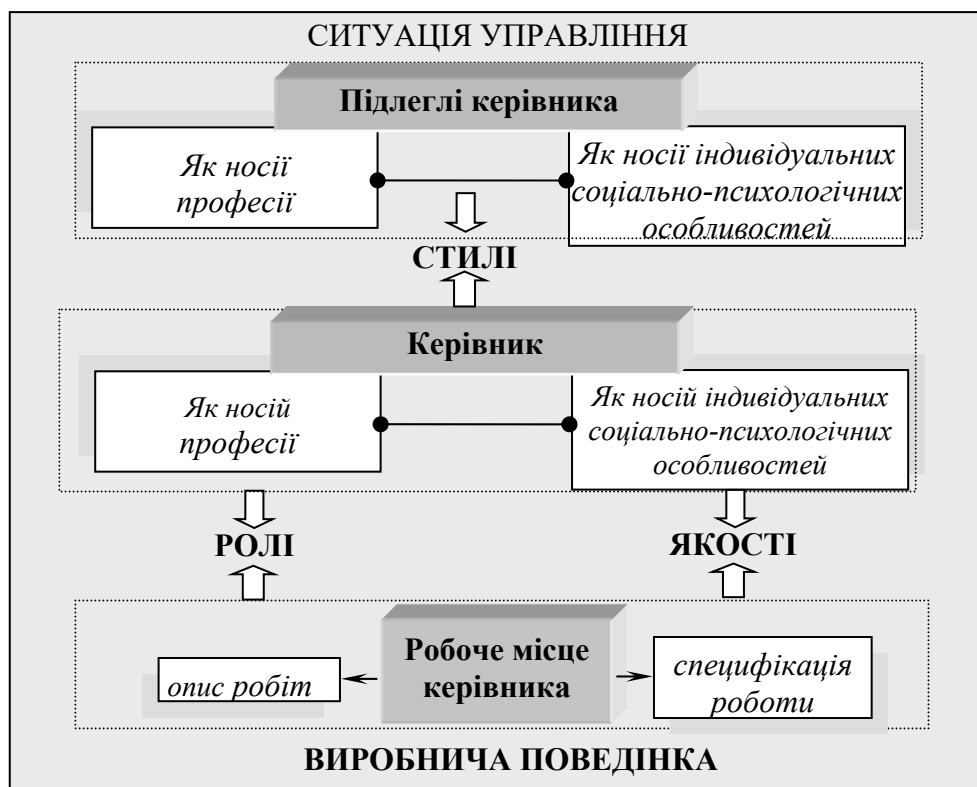 СИТУАЦІЯ УПРАВЛІННЯ
Підлеглі керівника
Як носії
професії
Як носії індивідуальних
соціально-психологічних
особливостей
СТИЛІ
Керівник
Як носій
професії
Як носій індивідуальних
соціально-психологічних
особливостей
РОЛІ
ЯКОСТІ
Робоче місце
керівника
опис робіт
специфікація
роботи
ВИРОБНИЧА ПОВЕДІНКА